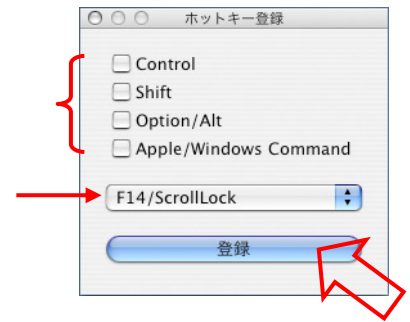 ホットキー登録
Control
Shift
Option/Alt
Apple/Windows Command
F14/ScrollLock
登録